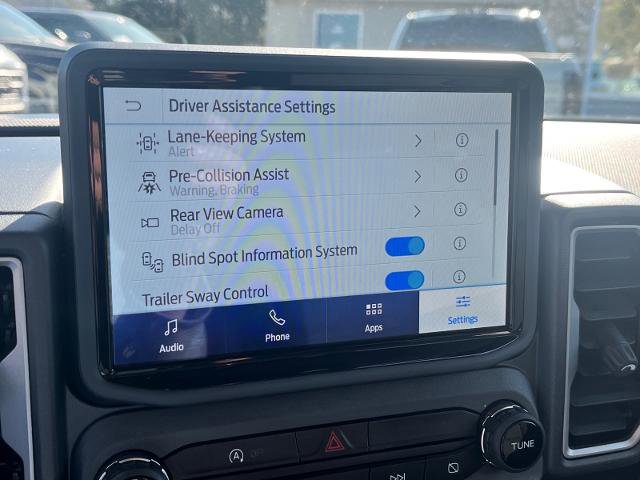 Driver Assistance Settings
Lane-Keeping System
Alert
Pre-Collision Assist
Warning, Braking
Rear View Camera
Delay Off
Blind Spot Information System
Trailer Sway Control
Audio
Phone
Apps
Settings
OFF
TUNE